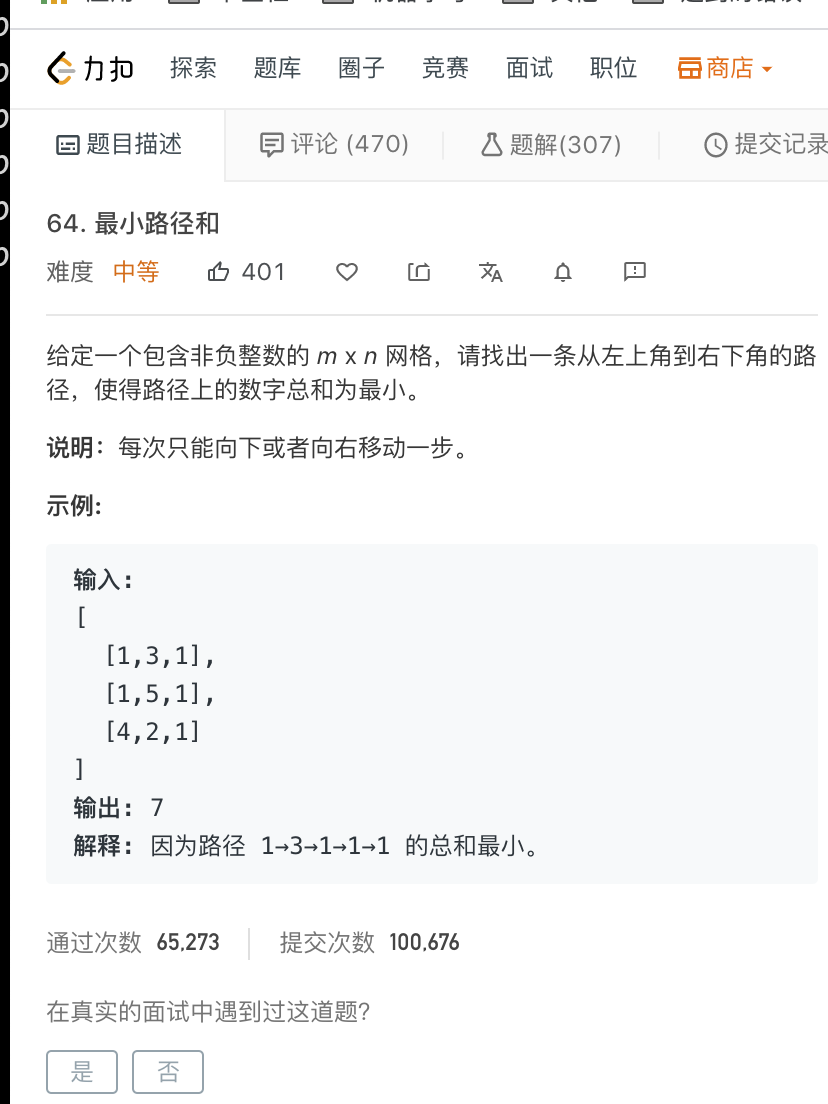 力扣 探索 题库 圈子 竞赛 面试 职位 商店
题目描述 评论 (470) 题解(307) 提交记录
64. 最小路径和
难度 中等 401
给定一个包含非负整数的 m x n 网格，请找出一条从左上角到右下角的路
径，使得路径上的数字总和为最小。
说明：每次只能向下或者向右移动一步。
示例:
输入:
[
[1,3,1],
[1,5,1],
[4,2,1]
]
输出: 7
解释: 因为路径 1→3→1→1→1 的总和最小。
通过次数 65,273 提交次数 100,676
在真实的面试中遇到过这道题?
是 否